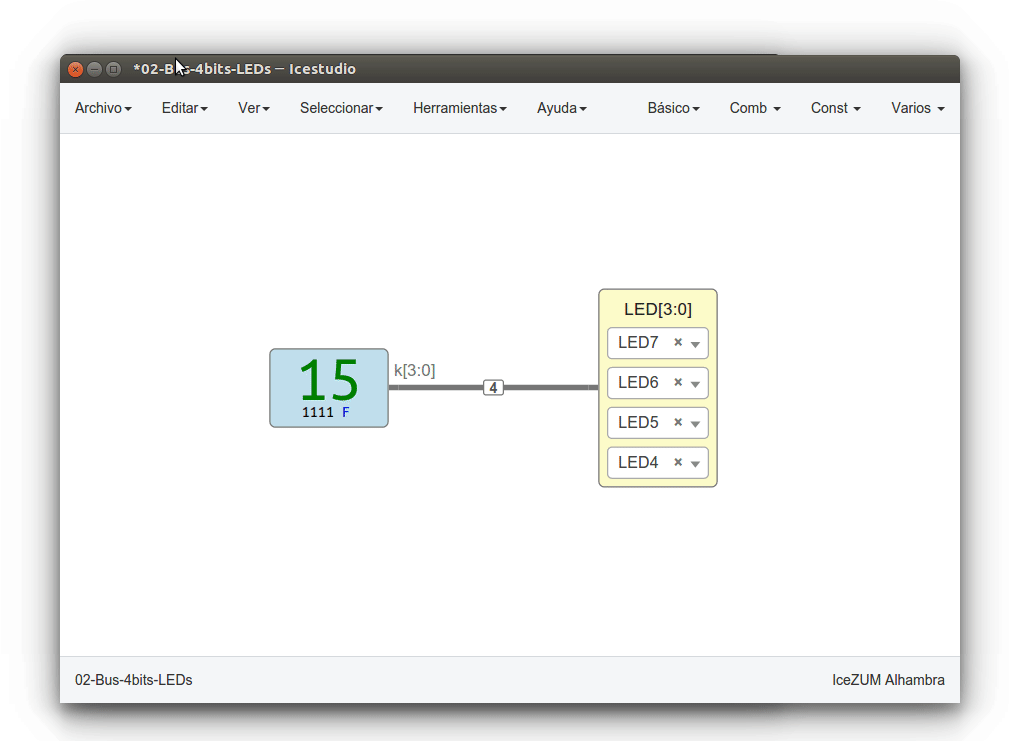 *02-Bus-4bits-LEDs — Icestudio
Archivo Editar Ver Seleccionar Herramientas Ayuda Básico Comb Const Varios
LED[3:0]
LED7 ×
15
k[3:0]
4
1111 F
LED6 ×
LED5 ×
LED4 ×
02-Bus-4bits-LEDs IceZUM Alhambra